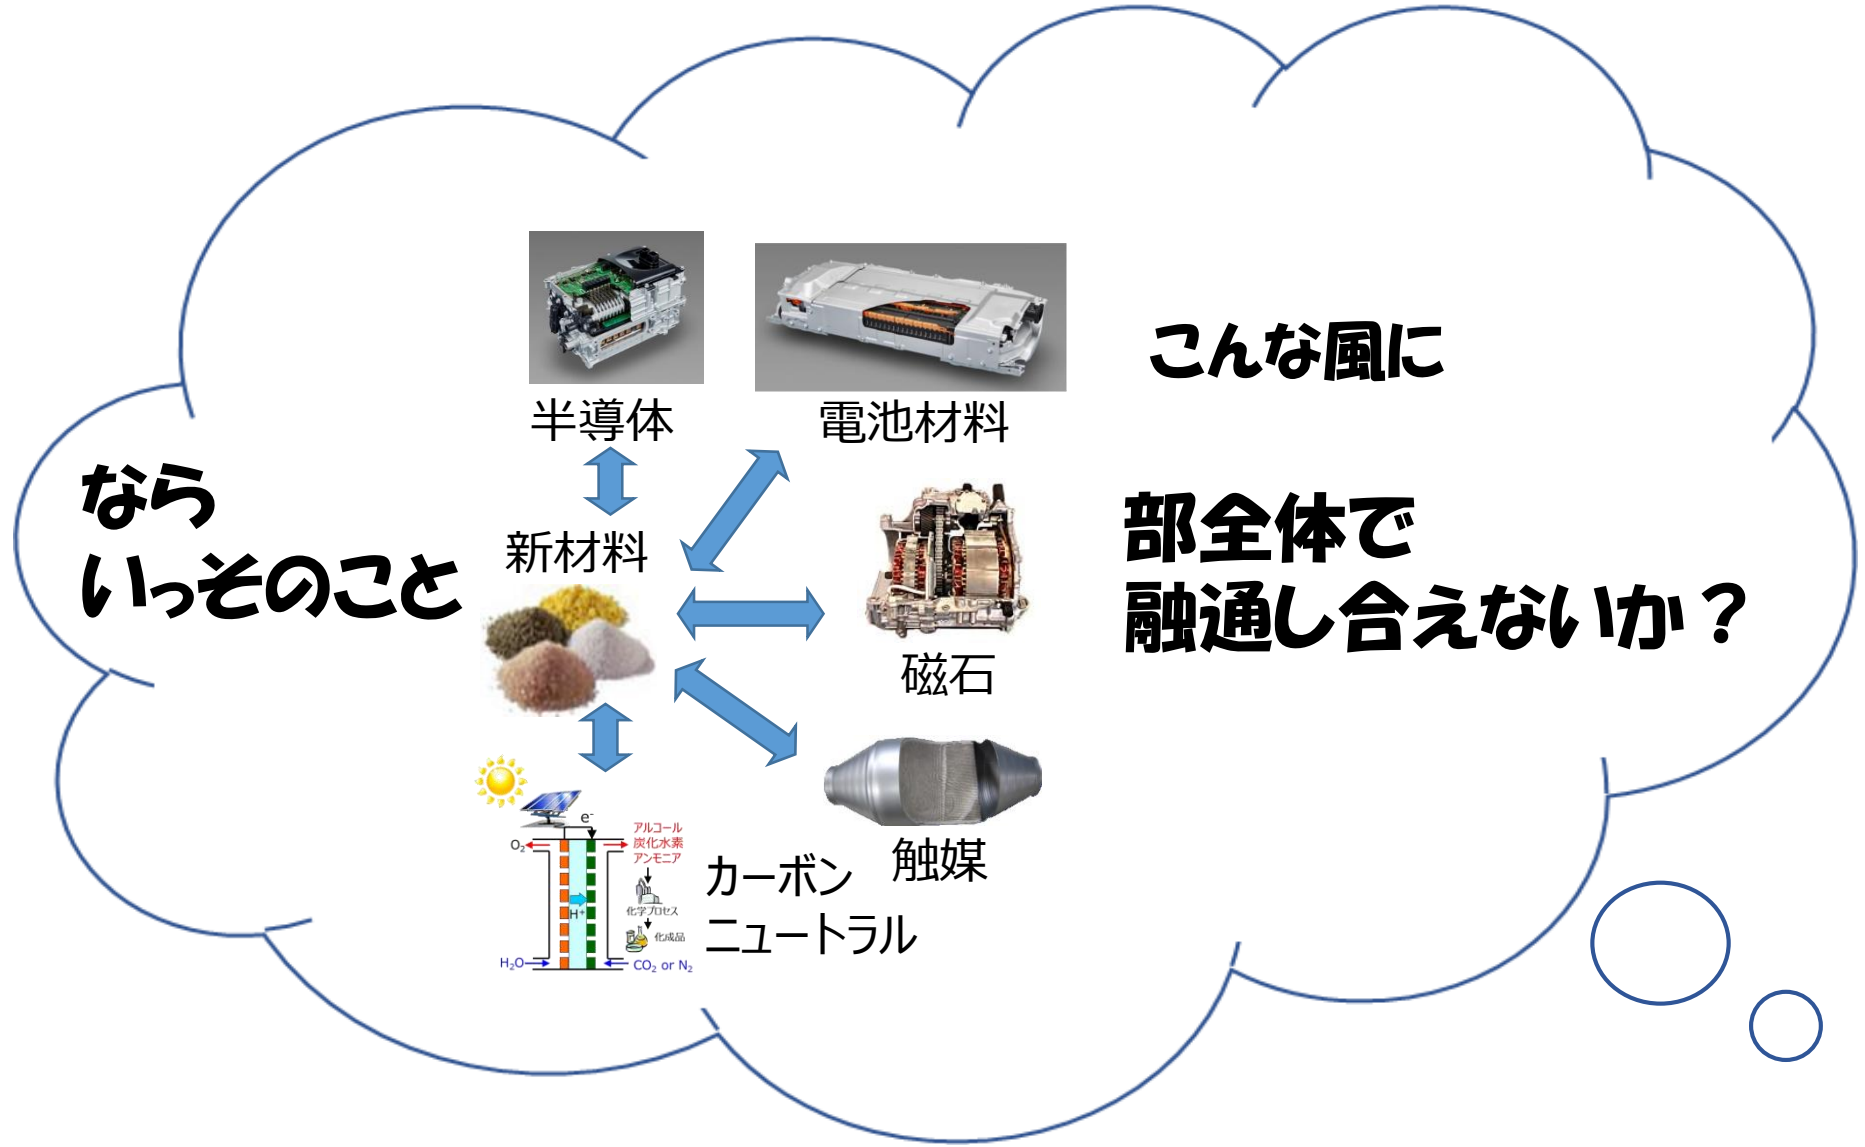 なら
いっそのこと
半導体
電池材料
新材料
磁石
触媒
カーボン
ニュートラル
e-
O2
アルコール
炭化水素
アンモニア
H+
化学プロセス
化成品
H2O
CO2 or N2
こんな風に
部全体で
融通し合えないか？